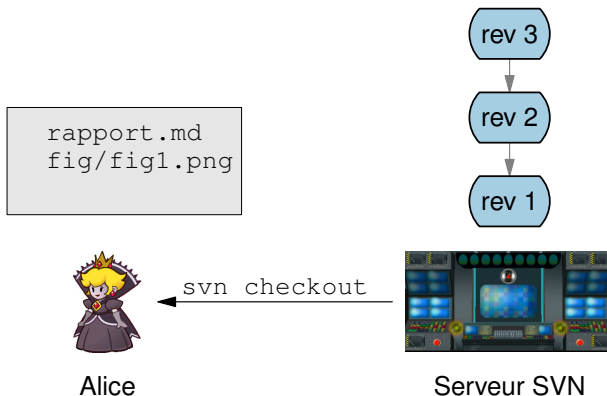 rev 3
rev 2
rapport.md
fig/fig1.png
rev 1
svn checkout
Alice
Serveur SVN